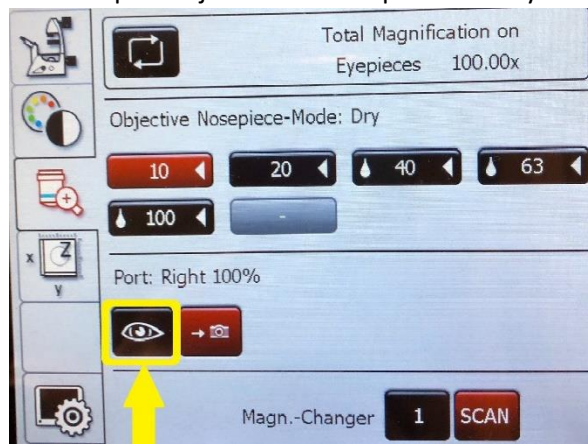 Total Magnification on
Eyepieces 100.00x
Objective Nosepiece-Mode: Dry
10 20 40 63
100 -
x Z
y
Port: Right 100%
Magn.-Changer 1 SCAN